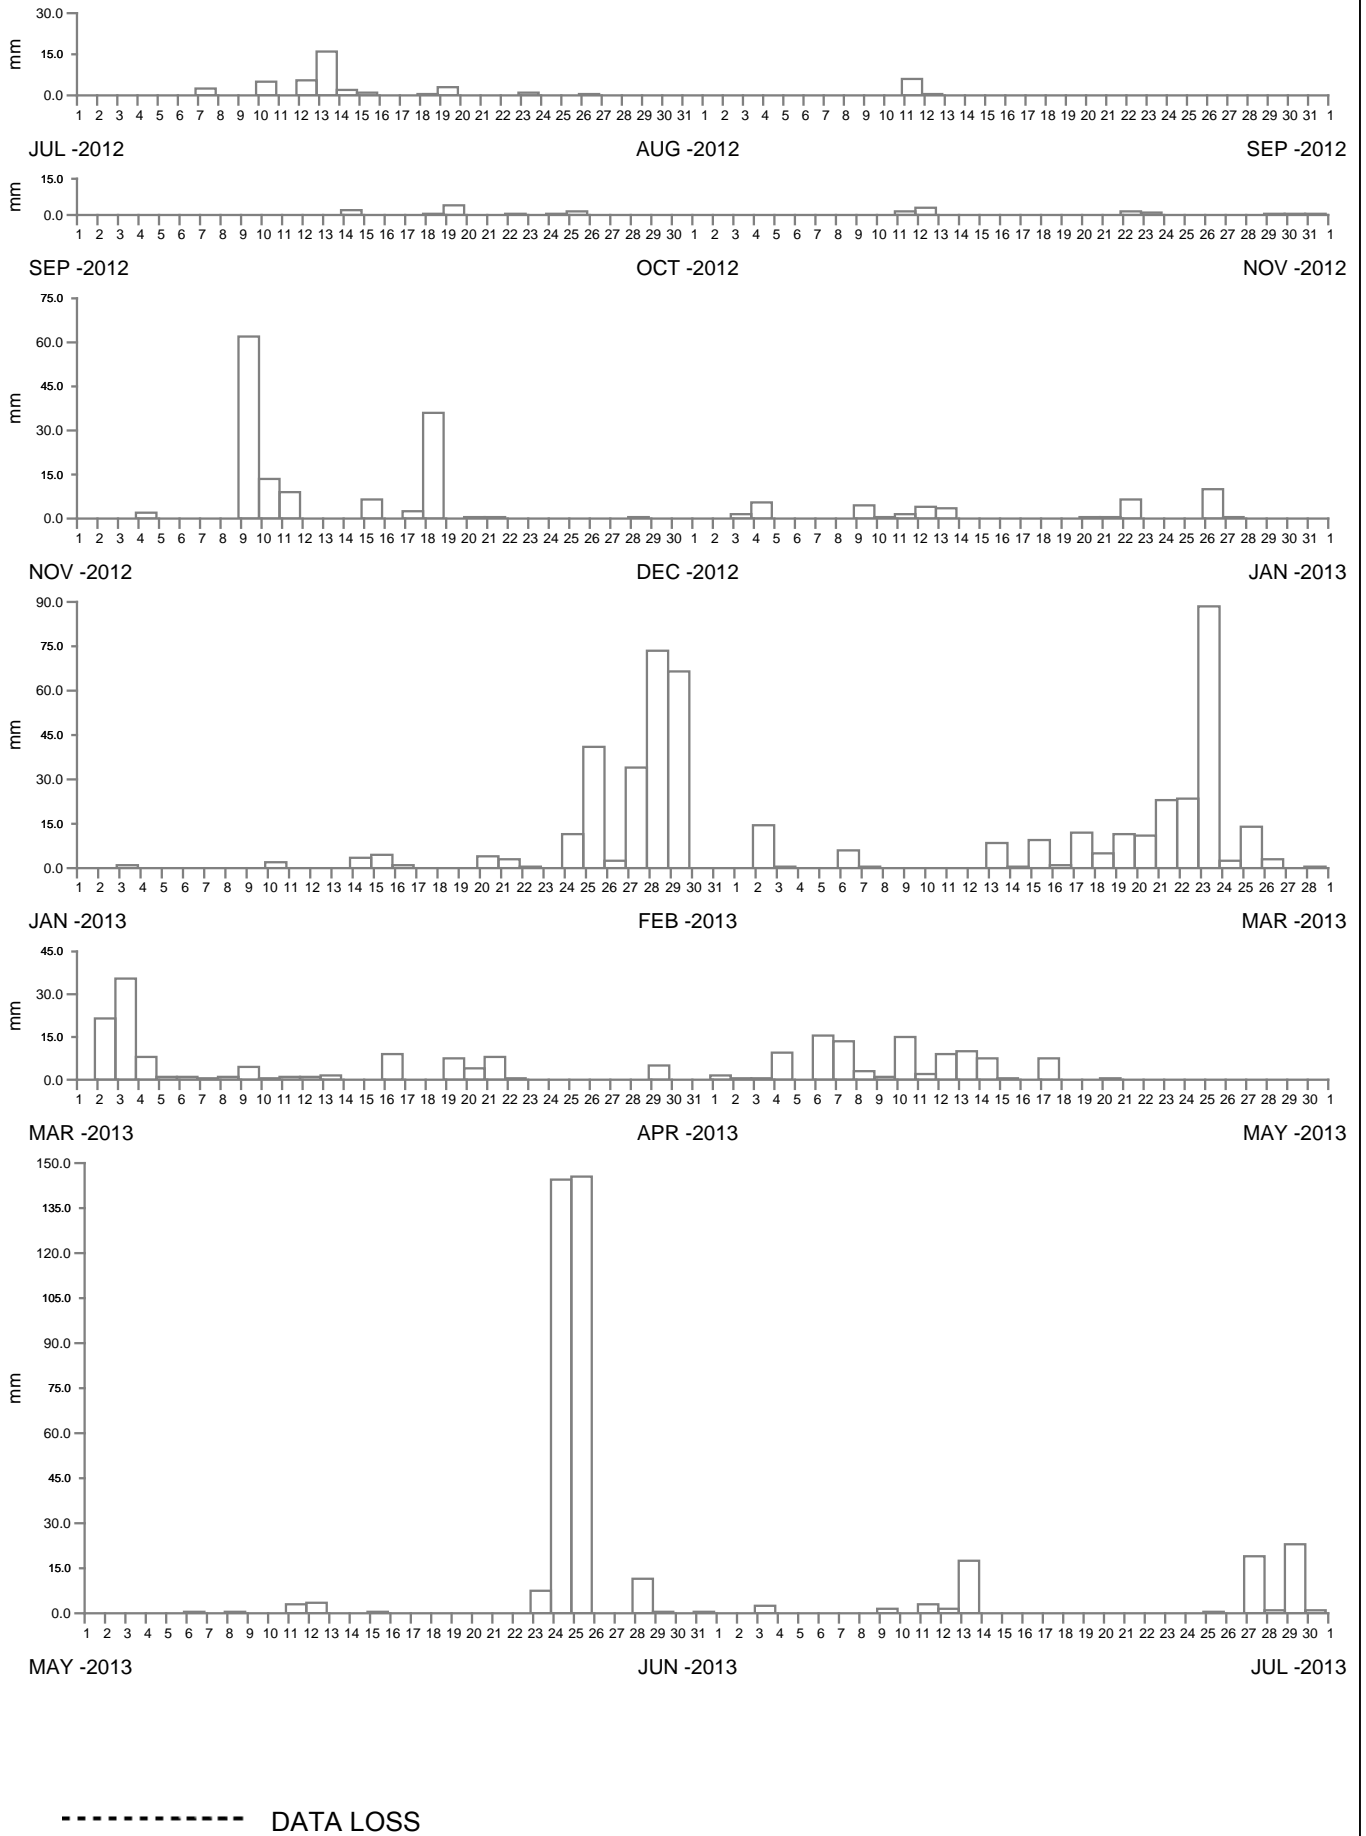 30.0
mm
15.0
0.0
1 2 3 4 5 6 7 8 9 10 11 12 13 14 15 16 17 18 19 20 21 22 23 24 25 26 27 28 29 30 31 1 2 3 4 5 6 7 8 9 10 11 12 13 14 15 16 17 18 19 20 21 22 23 24 25 26 27 28 29 30 31 1
JUL -2012 AUG -2012 SEP -2012
15.0
mm
0.0
1 2 3 4 5 6 7 8 9 10 11 12 13 14 15 16 17 18 19 20 21 22 23 24 25 26 27 28 29 30 1 2 3 4 5 6 7 8 9 10 11 12 13 14 15 16 17 18 19 20 21 22 23 24 25 26 27 28 29 30 31 1
SEP -2012 OCT -2012 NOV -2012
75.0
60.0
45.0
mm
30.0
15.0
0.0
1 2 3 4 5 6 7 8 9 10 11 12 13 14 15 16 17 18 19 20 21 22 23 24 25 26 27 28 29 30 1 2 3 4 5 6 7 8 9 10 11 12 13 14 15 16 17 18 19 20 21 22 23 24 25 26 27 28 29 30 31 1
NOV -2012 DEC -2012 JAN -2013
90.0
75.0
60.0
mm
45.0
30.0
15.0
0.0
1 2 3 4 5 6 7 8 9 10 11 12 13 14 15 16 17 18 19 20 21 22 23 24 25 26 27 28 29 30 31 1 2 3 4 5 6 7 8 9 10 11 12 13 14 15 16 17 18 19 20 21 22 23 24 25 26 27 28 1
JAN -2013 FEB -2013 MAR -2013
45.0
30.0
mm
15.0
0.0
1 2 3 4 5 6 7 8 9 10 11 12 13 14 15 16 17 18 19 20 21 22 23 24 25 26 27 28 29 30 31 1 2 3 4 5 6 7 8 9 10 11 12 13 14 15 16 17 18 19 20 21 22 23 24 25 26 27 28 29 30 1
MAR -2013 APR -2013 MAY -2013
150.0
135.0
120.0
105.0
90.0
75.0
mm
60.0
45.0
30.0
15.0
0.0
1 2 3 4 5 6 7 8 9 10 11 12 13 14 15 16 17 18 19 20 21 22 23 24 25 26 27 28 29 30 31 1 2 3 4 5 6 7 8 9 10 11 12 13 14 15 16 17 18 19 20 21 22 23 24 25 26 27 28 29 30 1
MAY -2013 JUN -2013 JUL -2013
DATA LOSS